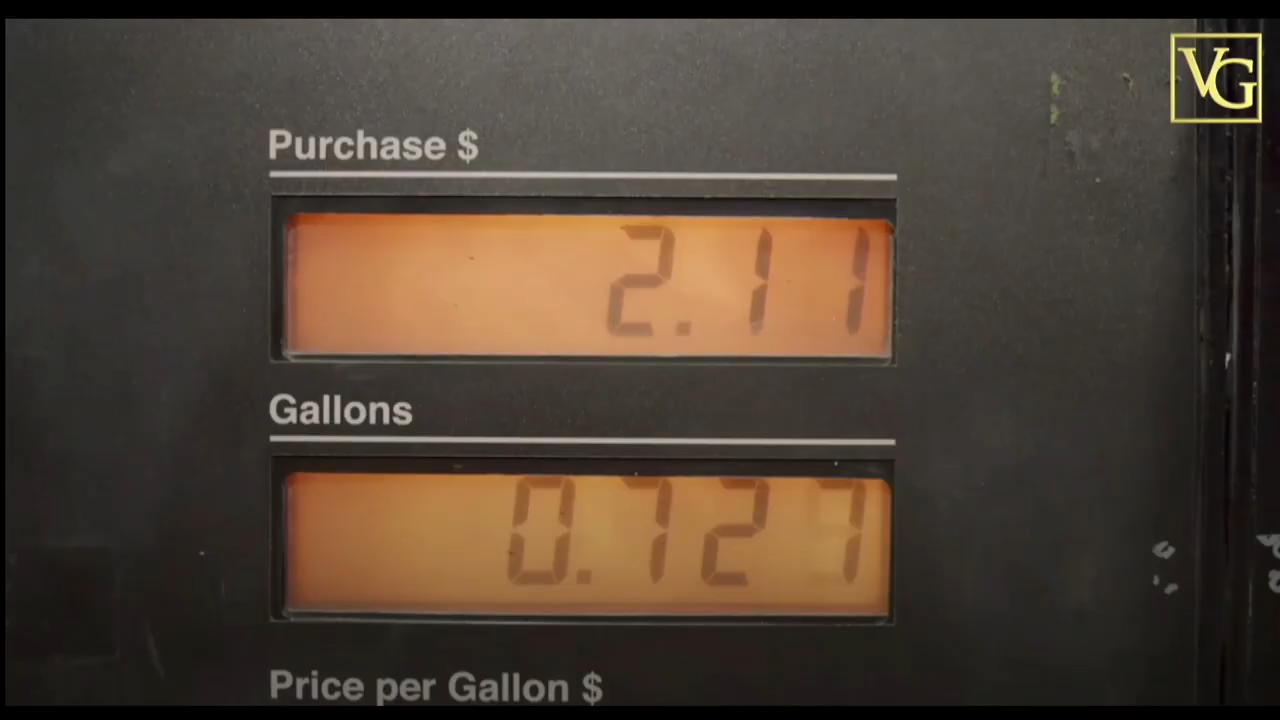 VG
Purchase $
2.11
Gallons
0.727
Price per Gallon $